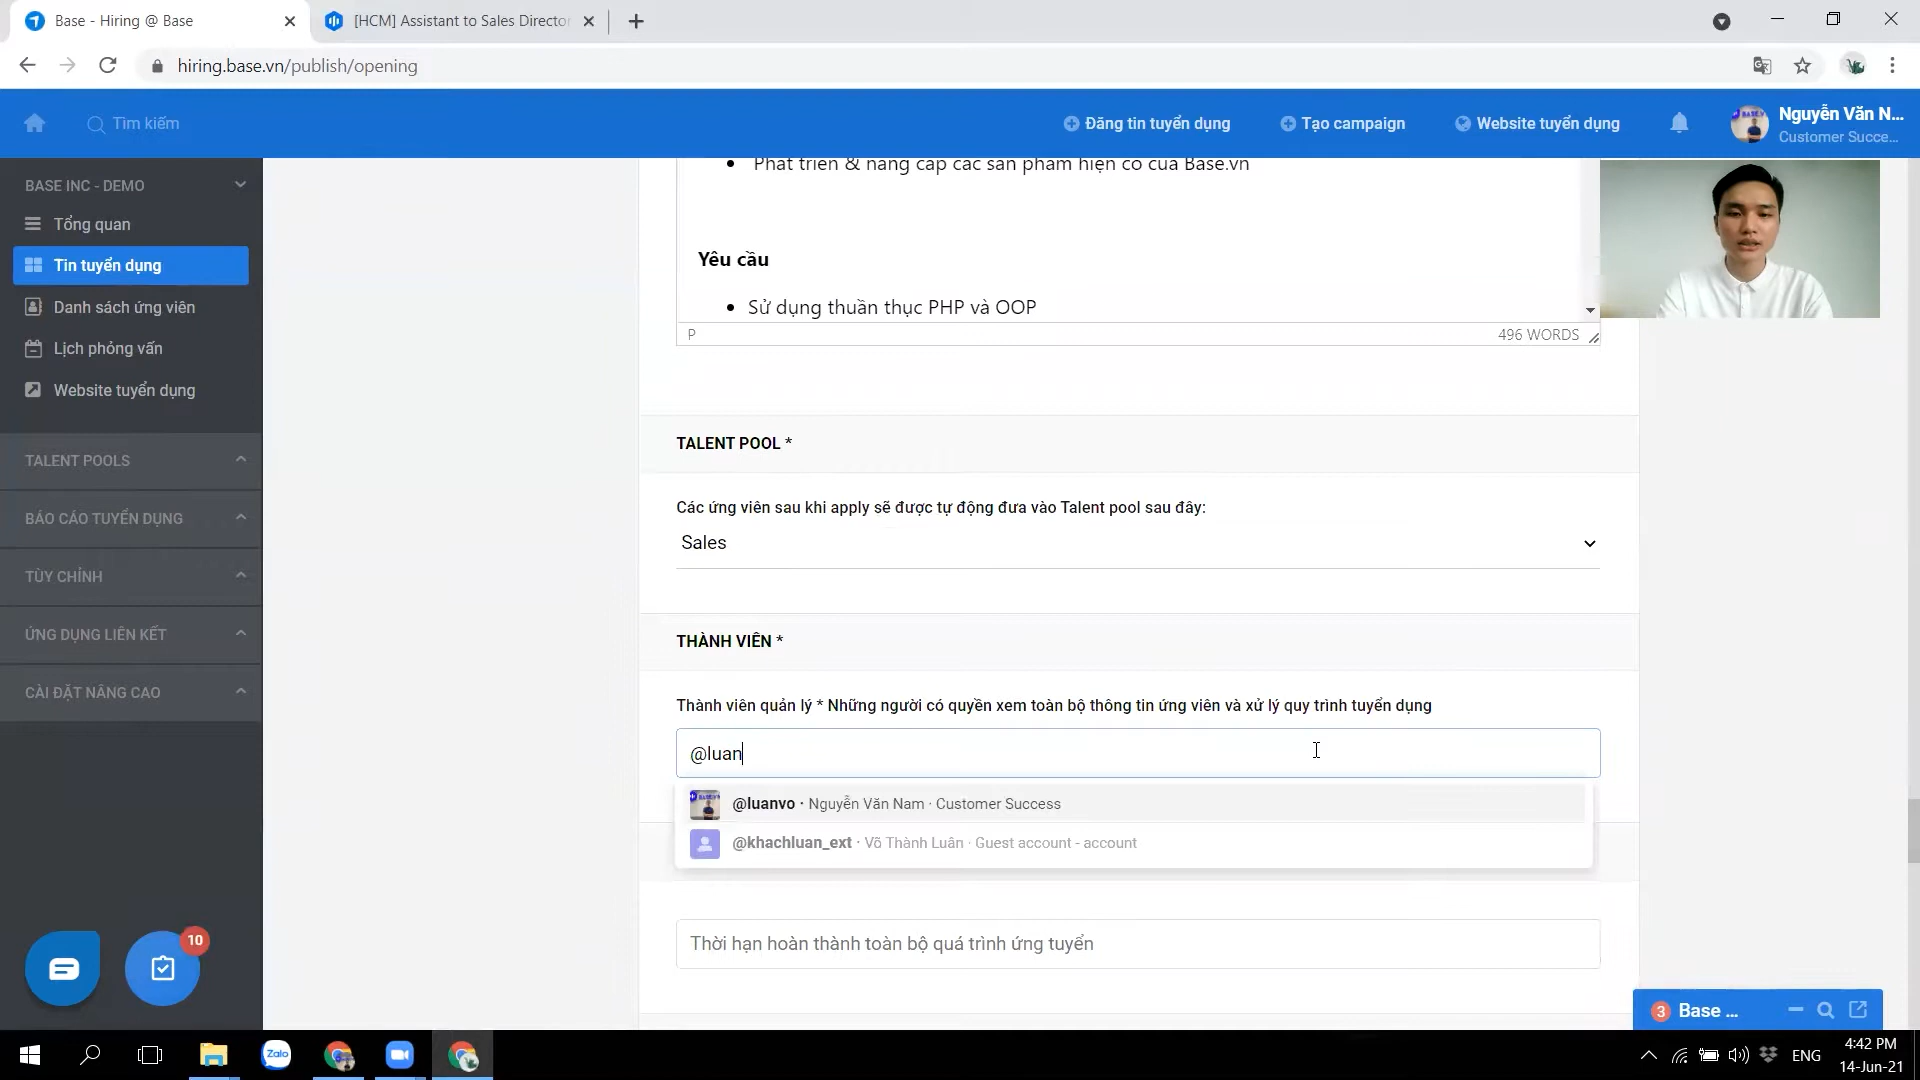 Base - Hiring @ Base
[HCM] Assistant to Sales Director
hiring.base.vn/publish/opening
Tìm kiếm
Đăng tin tuyển dụng
Tạo campaign
Website tuyển dụng
Nguyễn Văn N...
Customer Succe...
BASE INC - DEMO
Tổng quan
Tin tuyển dụng
Danh sách ứng viên
Lịch phỏng vấn
Website tuyển dụng
TALENT POOLS
BÁO CÁO TUYỂN DỤNG
TÙY CHỈNH
ỨNG DỤNG LIÊN KẾT
CÀI ĐẶT NÂNG CAO
10
Phát triển & nâng cấp các sản phẩm hiện có của Base.vn
Yêu cầu
Sử dụng thuần thục PHP và OOP
P
496 WORDS
TALENT POOL *
Các ứng viên sau khi apply sẽ được tự động đưa vào Talent pool sau đây:
Sales
THÀNH VIÊN *
Thành viên quản lý * Những người có quyền xem toàn bộ thông tin ứng viên và xử lý quy trình tuyển dụng
@luan
@luanvo · Nguyễn Văn Nam · Customer Success
@khachluan_ext · Võ Thành Luân · Guest account - account
Thời hạn hoàn thành toàn bộ quá trình ứng tuyển
3 Base ...
Zalo
ENG
4:42 PM
14-Jun-21